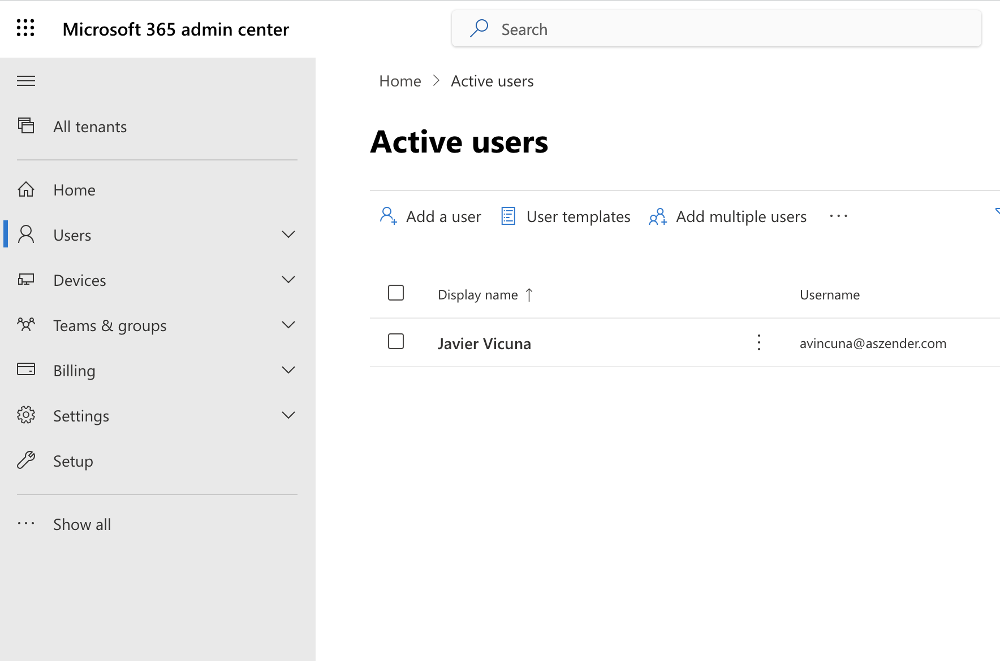 Microsoft 365 admin center
Search
All tenants
Home
Users
Devices
Teams & groups
Billing
Settings
Setup
Show all
Home > Active users
Active users
Add a user User templates Add multiple users
Display name ↑ Username
Javier Vicuna avincuna@aszender.com